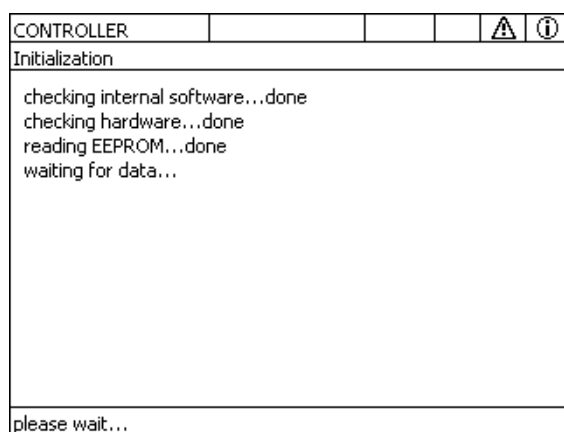 CONTROLLER
Initialization
checking internal software...done
checking hardware...done
reading EEPROM...done
waiting for data...
please wait...